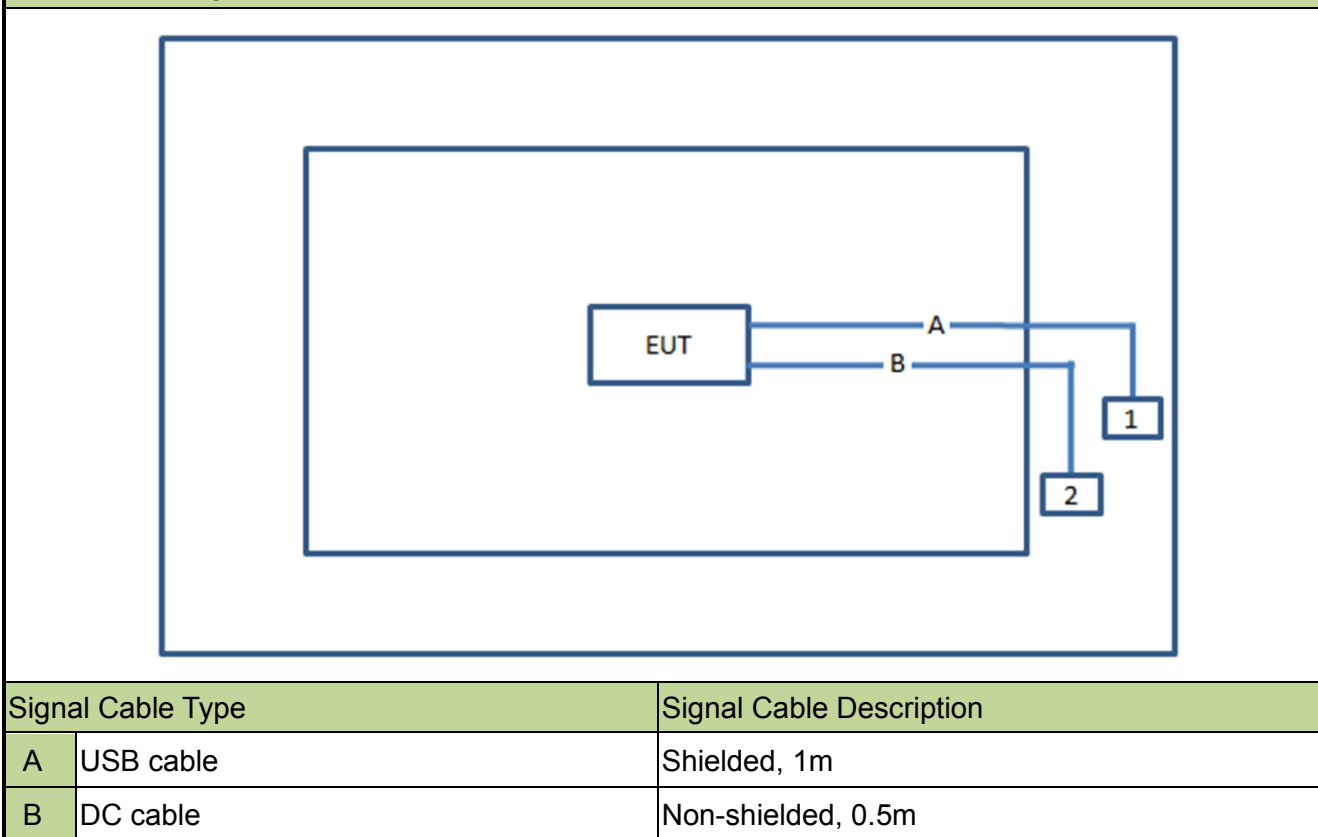 EUT
A
B
1
2
Signal Cable Type Signal Cable Description
A USB cable Shielded, 1m
B DC cable Non-shielded, 0.5m